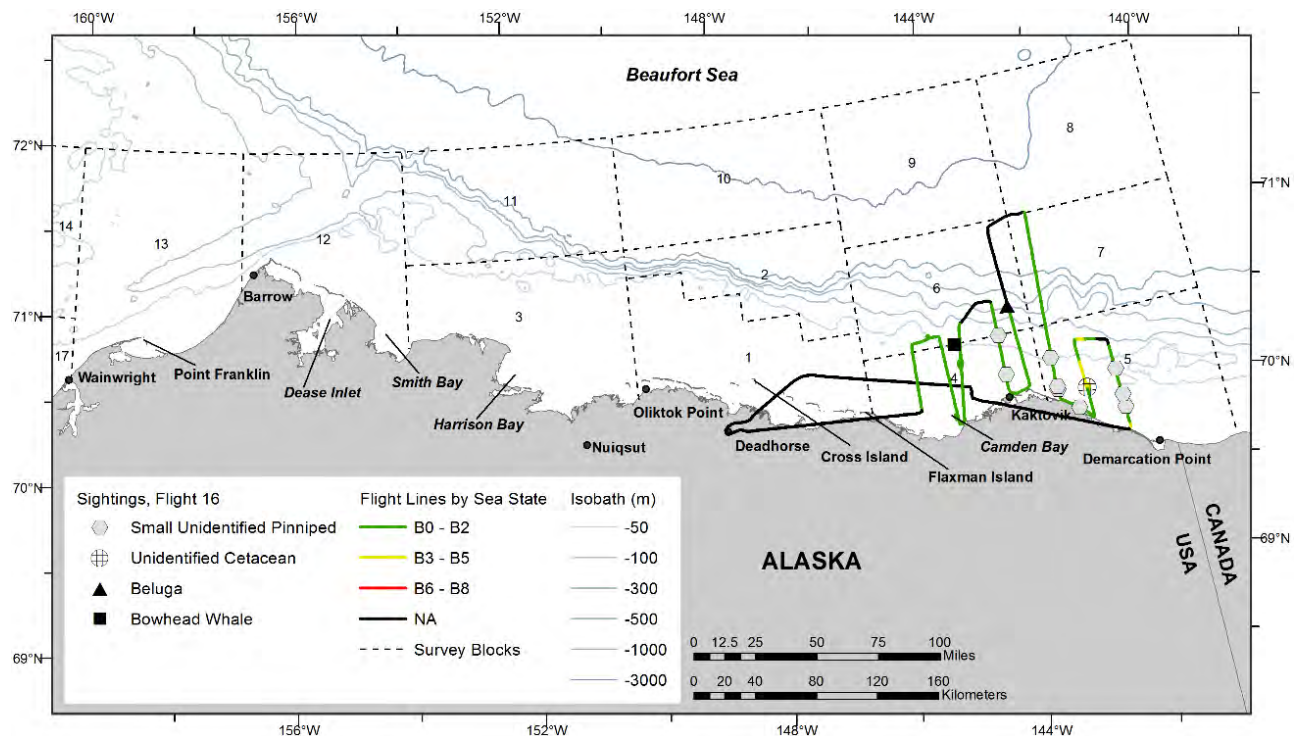 160°W 156°W 152°W 148°W 144°W 140°W
Beaufort Sea
72°N
71°N
8
9
10
11
14
13
12
7
2
6
Barrow
71°N
3
17
Wainwright
Point Franklin
Dease Inlet
Smith Bay
Harrison Bay
1
5
70°N
4
Oliktok Point
Kaktovik
Nuiqsut
Deadhorse
Cross Island
Camden Bay
Flaxman Island
Demarcation Point
70°N
69°N
69°N
Sightings, Flight 16
Small Unidentified Pinniped
Unidentified Cetacean
Beluga
Bowhead Whale
Flight Lines by Sea State
B0 - B2
B3 - B5
B6 - B8
NA
Survey Blocks
Isobath (m)
-50
-100
-300
-500
-1000
-3000
ALASKA
CANADA
USA
0 12.5 25 50 75 100
Miles
0 20 40 80 120 160
Kilometers
156°W 152°W 148°W 144°W